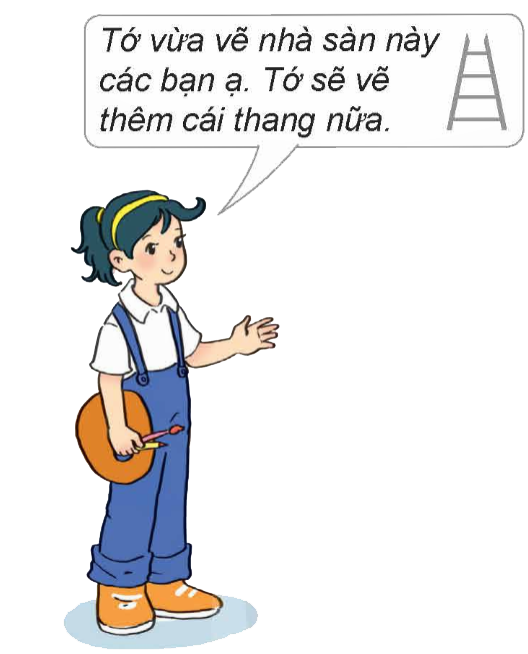 Tớ vừa vẽ nhà sàn này
các bạn ạ. Tớ sẽ vẽ
thêm cái thang nữa.